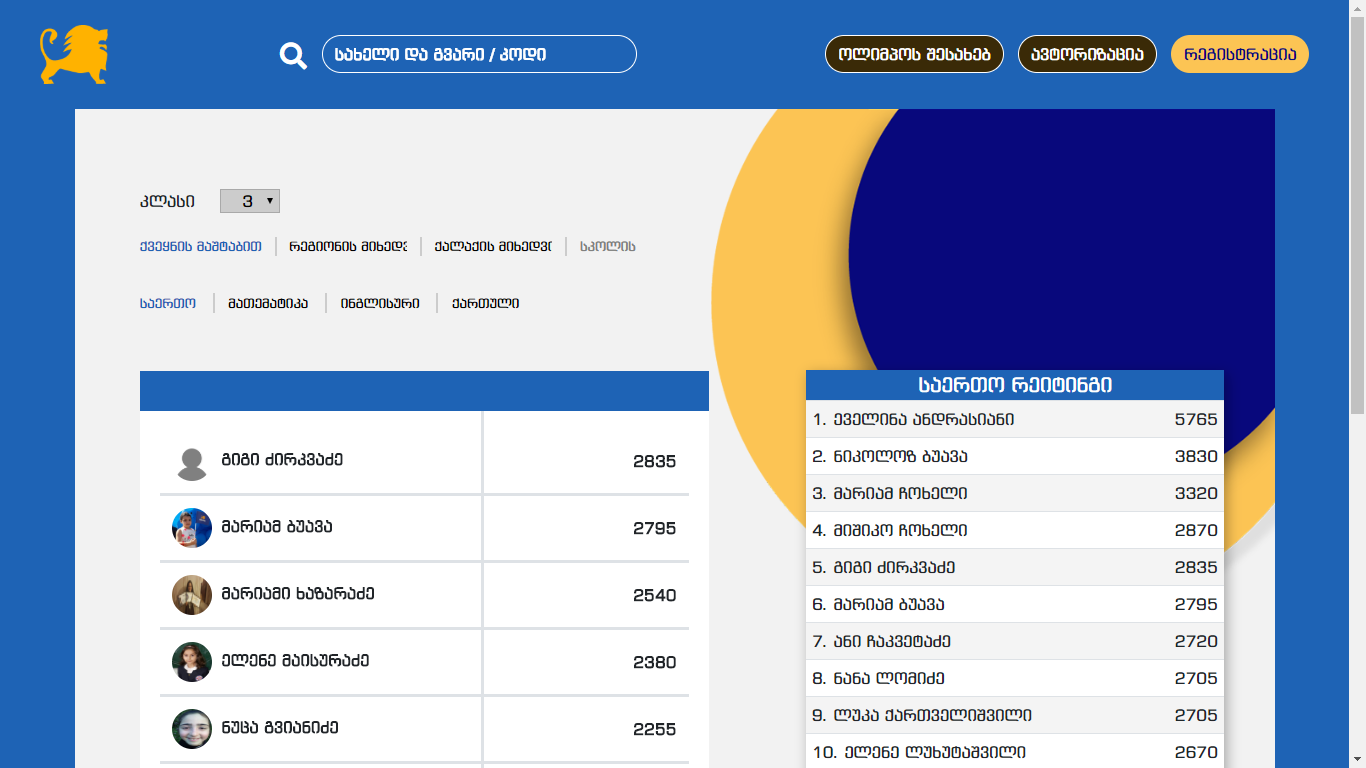 სახელი და გვარი / კოდი
ოლიმპოს შესახებ
ავტორიზაცია
რეგისტრაცია
კლასი 3
ქვეყნის მაშტაბით რეგიონის მიხედვ ქალაქის მიხედვი სკოლის
საერთო მათემატიკა ინგლისური ქართული
გიგი ძირკვაძე 2835
მარიამ ბუავა 2795
მარიამი ხაზარაძე 2540
ელენე მაისურაძე 2380
ნუცა გვიანიძე 2255
საერთო რეიტინგი
1. ეველინა ანდრასიანი 5765
2. ნიკოლოზ ბუავა 3830
3. მარიამ ჩოხელი 3320
4. მიშიკო ჩოხელი 2870
5. გიგი ძირკვაძე 2835
6. მარიამ ბუავა 2795
7. ანი ჩაკვეტაძე 2720
8. ნანა ლომიძე 2705
9. ლუკა ქართველიშვილი 2705
10. ელენე ლუხუტაშვილი 2670